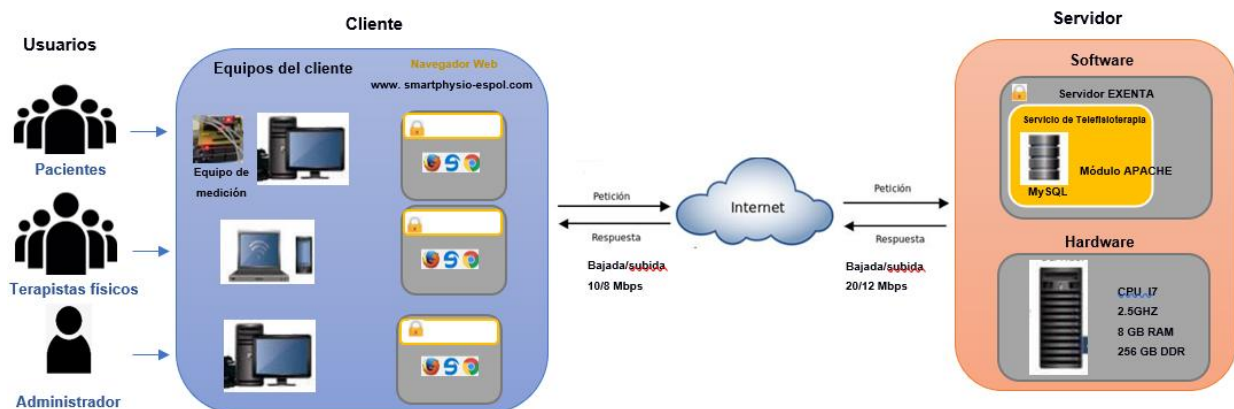 Usuarios
Pacientes
Terapistas físicos
Administrador
Cliente
Equipos del cliente
Navegador Web
www. smartphysio-espol.com
Equipo de
medición
Petición
Respuesta
Bajada/subida
10/8 Mbps
Internet
Petición
Respuesta
Bajada/subida
20/12 Mbps
Servidor
Software
Servidor EXENTA
Servicio de Telefisioterapia
Módulo APACHE
MySQL
Hardware
CPU I7
2.5GHZ
8 GB RAM
256 GB DDR